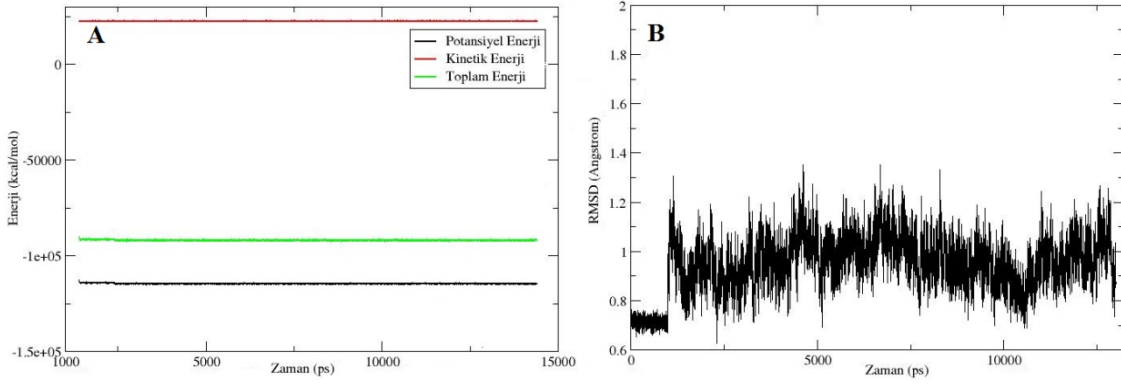 A
Potansiyel Enerji
Kinetik Enerji
Toplam Enerji
Enerji (kcal/mol)
0
-50000
-1e+05
-1.5e+05
1000
5000
10000
15000
Zaman (ps)
B
RMSD (Angstrom)
2
1.8
1.6
1.4
1.2
1
0.8
0.6
0
5000
10000
Zaman (ps)